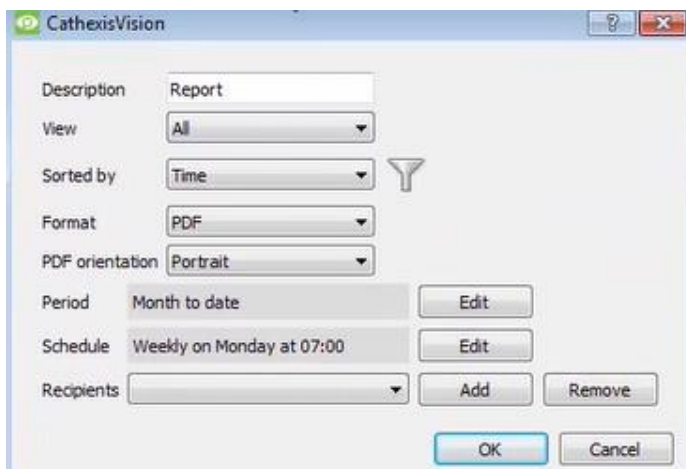 CathexisVision
Description Report
View All
Sorted by Time
Format PDF
PDF orientation Portrait
Period Month to date Edit
Schedule Weekly on Monday at 07:00 Edit
Recipients Add Remove
OK Cancel